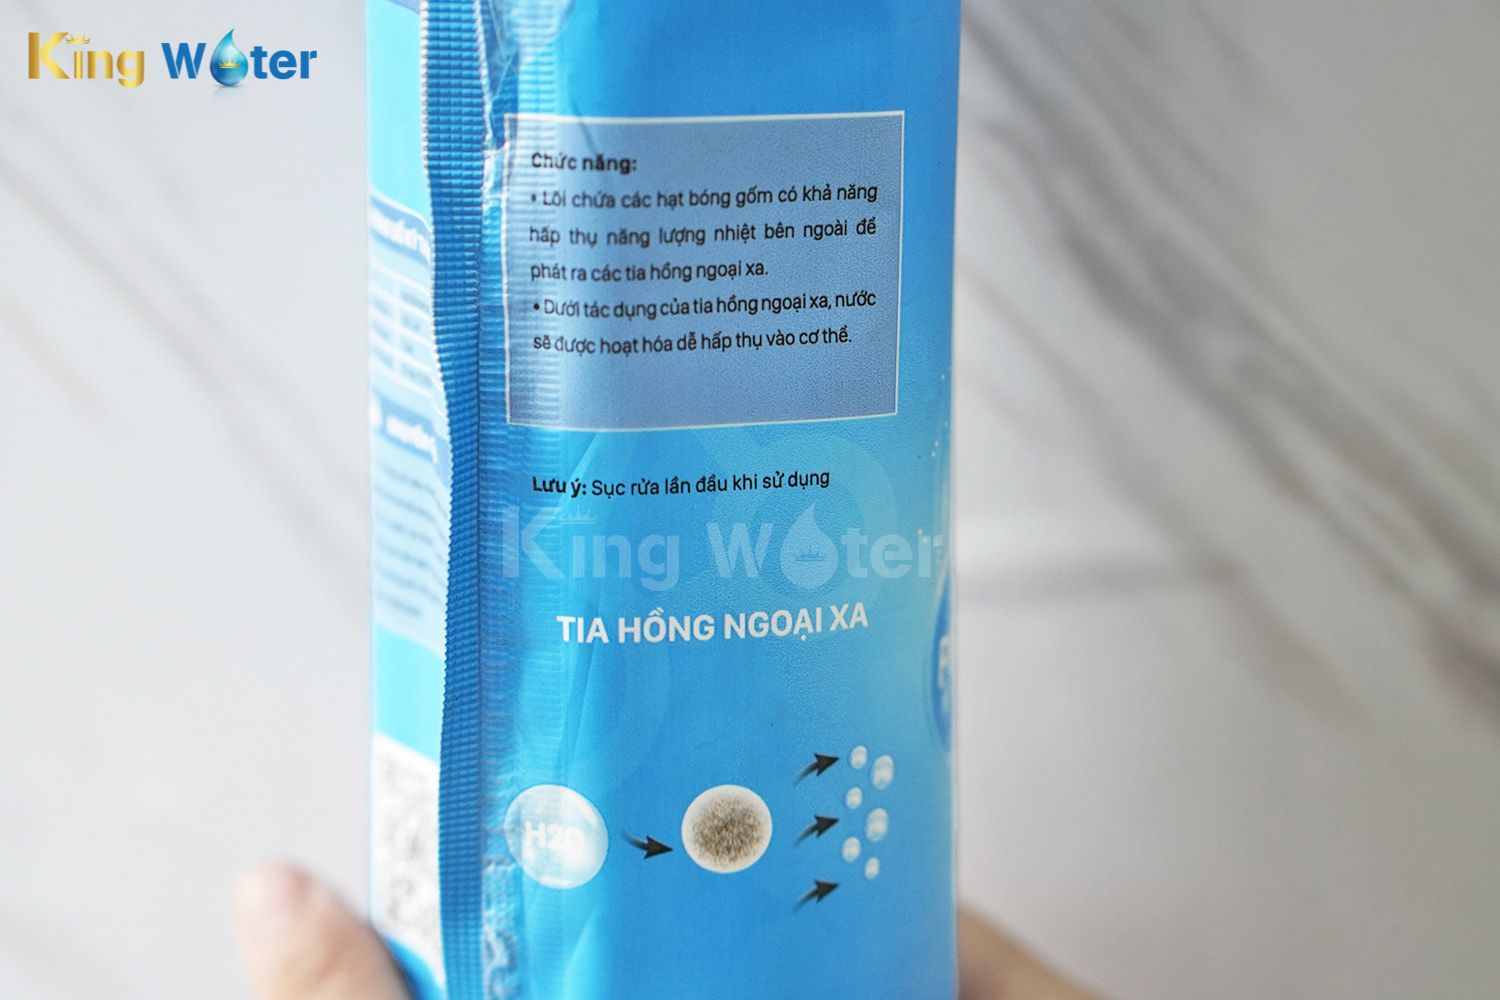 King Water
Chức năng:
• Lõi chứa các hạt bóng gốm có khả năng
hấp thụ năng lượng nhiệt bên ngoài để
phát ra các tia hồng ngoại xa.
• Dưới tác dụng của tia hồng ngoại xa, nước
sẽ được hoạt hóa dễ hấp thụ vào cơ thể.
Lưu ý: Sục rửa lần đầu khi sử dụng
King Water
TIA HỒNG NGOẠI XA
H2O